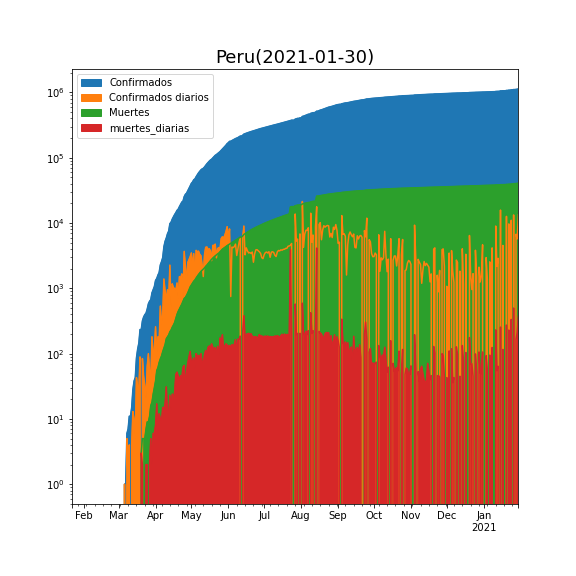 Peru(2021-01-30)
Confirmados
Confirmados diarios
Muertes
muertes_diarias
10⁶
10⁵
10⁴
10³
10²
10¹
10⁰
Feb Mar Apr May Jun Jul Aug Sep Oct Nov Dec Jan
2021